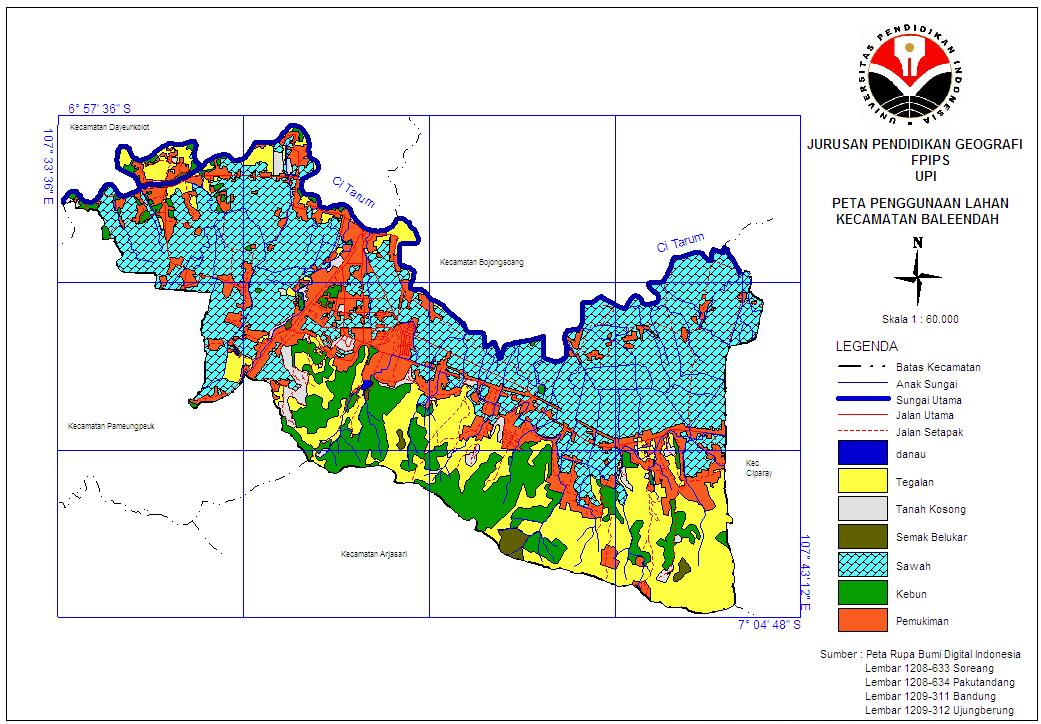 6° 57' 36" S
107° 33' 36" E
Kecamatan Dayeuhkolot
Ci Tarum
Ci Tarum
Kecamatan Bojongsoang
Kecamatan Pameungpeuk
Kec.
Ciparay
Kecamatan Arjasari
107° 43' 12" E
7° 04' 48" S
UNIVERSITAS PENDIDIKAN INDONESIA
JURUSAN PENDIDIKAN GEOGRAFI
FPIPS
UPI
PETA PENGGUNAAN LAHAN
KECAMATAN BALEENDAH
N
Skala 1 : 60.000
LEGENDA
Batas Kecamatan
Anak Sungai
Sungai Utama
Jalan Utama
Jalan Setapak
danau
Tegalan
Tanah Kosong
Semak Belukar
Sawah
Kebun
Pemukiman
Sumber : Peta Rupa Bumi Digital Indonesia
Lembar 1208-633 Soreang
Lembar 1208-634 Pakutandang
Lembar 1209-311 Bandung
Lembar 1209-312 Ujungberung